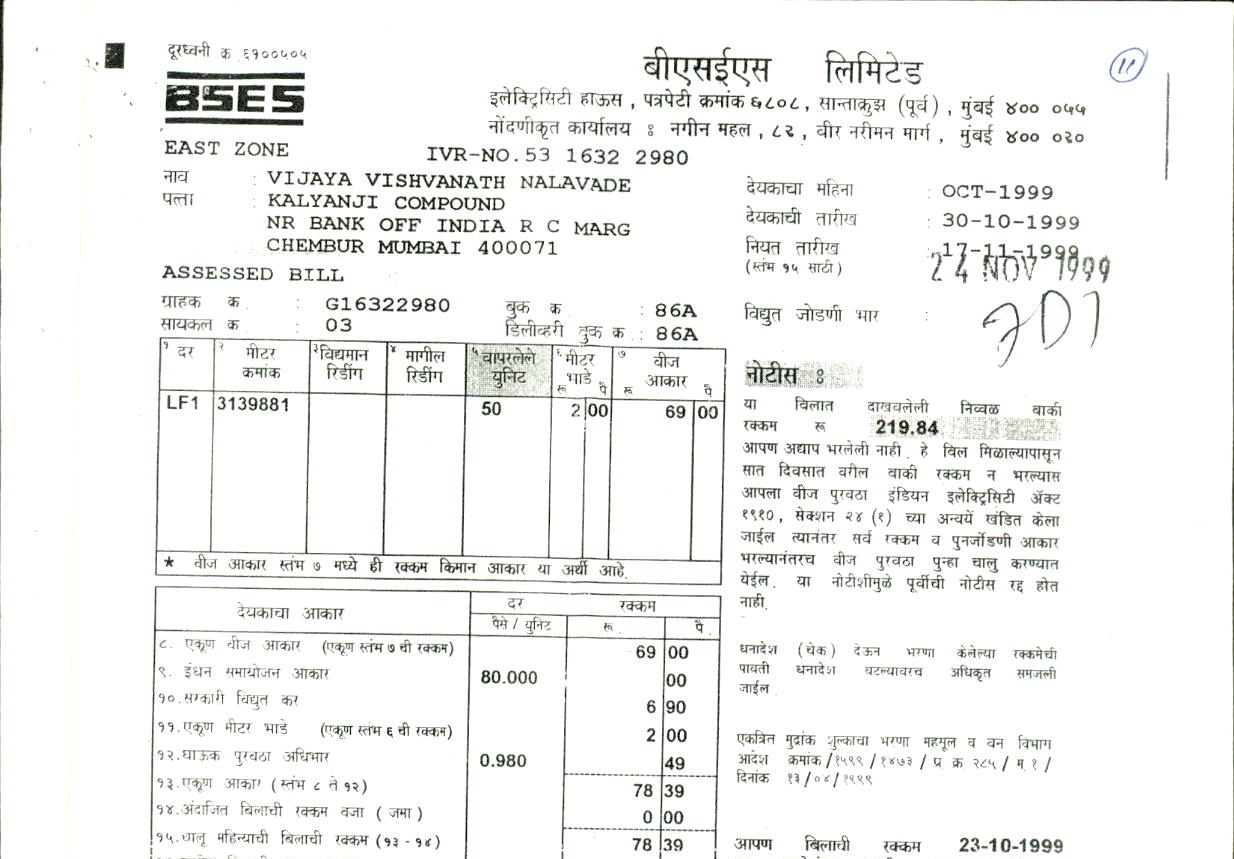 दूरध्वनी क्र ६१००५०५
BSES
बीएसईएस लिमिटेड
11
इलेक्ट्रिसिटी हाऊस , पत्रपेटी क्रमांक ६८०८ , सान्ताक्रुझ (पूर्व) , मुंबई ४०० ०५५
नोंदणीकृत कार्यालय : नगीन महल , ८२ , वीर नरीमन मार्ग , मुंबई ४०० ०२०
EAST ZONE IVR-NO.53 1632 2980
नाव : VIJAYA VISHVANATH NALAVADE
पत्ता : KALYANJI COMPOUND
NR BANK OFF INDIA R C MARG
CHEMBUR MUMBAI 400071
देयकाचा महिना : OCT-1999
देयकाची तारीख : 30-10-1999
नियत तारीख : 17-11-1999
(स्तंभ १५ साठी)
24 NOV 1999
ASSESSED BILL
ग्राहक क्र. : G16322980 बुक क्र. : 86A
सायकल क्र. : 03 डिलीव्हरी बुक क्र. : 86A
विद्युत जोडणी भार :
१ दर २ मीटर क्रमांक ३ विद्यमान रिडींग ४ मागील रिडींग ५ वापरलेले युनिट ६ मीटर भाडे रू पै ७ वीज आकार रू पै
LF1 3139881 50 2 00 69 00
* वीज आकार स्तंभ ७ मध्ये ही रक्कम किमान आकार या अर्थी आहे.
देयकाचा आकार दर पैसे / युनिट रक्कम रू. पै.
८. एकूण वीज आकार (एकूण स्तंभ ७ ची रक्कम) 69 00
९. इंधन समायोजन आकार 80.000 00
१०.सरकारी विद्युत कर 6 90
११.एकूण मीटर भाडे (एकूण स्तंभ ६ ची रक्कम) 2 00
१२.घाऊक पुरवठा अधिभार 0.980 49
१३.एकूण आकार (स्तंभ ८ ते १२) 78 39
१४.अंदाजित बिलाची रक्कम वजा ( जमा ) 0 00
१५.चालू महिन्याची बिलाची रक्कम (१३ - १४) 78 39
नोटीस :
या बिलात दाखवलेली निव्वळ बाकी
रक्कम रू 219.84
आपण अद्याप भरलेली नाही . हे बिल मिळाल्यापासून
सात दिवसात वरील बाकी रक्कम न भरल्यास
आपला वीज पुरवठा इंडियन इलेक्ट्रिसिटी ॲक्ट
१९१० , सेक्शन २४ (१) च्या अन्वयें खंडित केला
जाईल त्यानंतर सर्व रक्कम व पुनर्जोडणी आकार
भरल्यानंतरच वीज पुरवठा पुन्हा चालु करण्यात
येईल. या नोटीशीमुळे पूर्वीची नोटीस रद्द होत
नाही.
धनादेश (चेक) देऊन भरणा केलेल्या रक्कमेची
पावती धनादेश वटल्यावरच अधिकृत समजली
जाईल
एकत्रित मुद्रांक शुल्काचा भरणा महसूल व वन विभाग
आदेश क्रमांक /१५९९ / १४७३ / प्र क्र २८५ / म १ /
दिनांक १३/०४/१९९९
आपण बिलाची रक्कम 23-10-1999